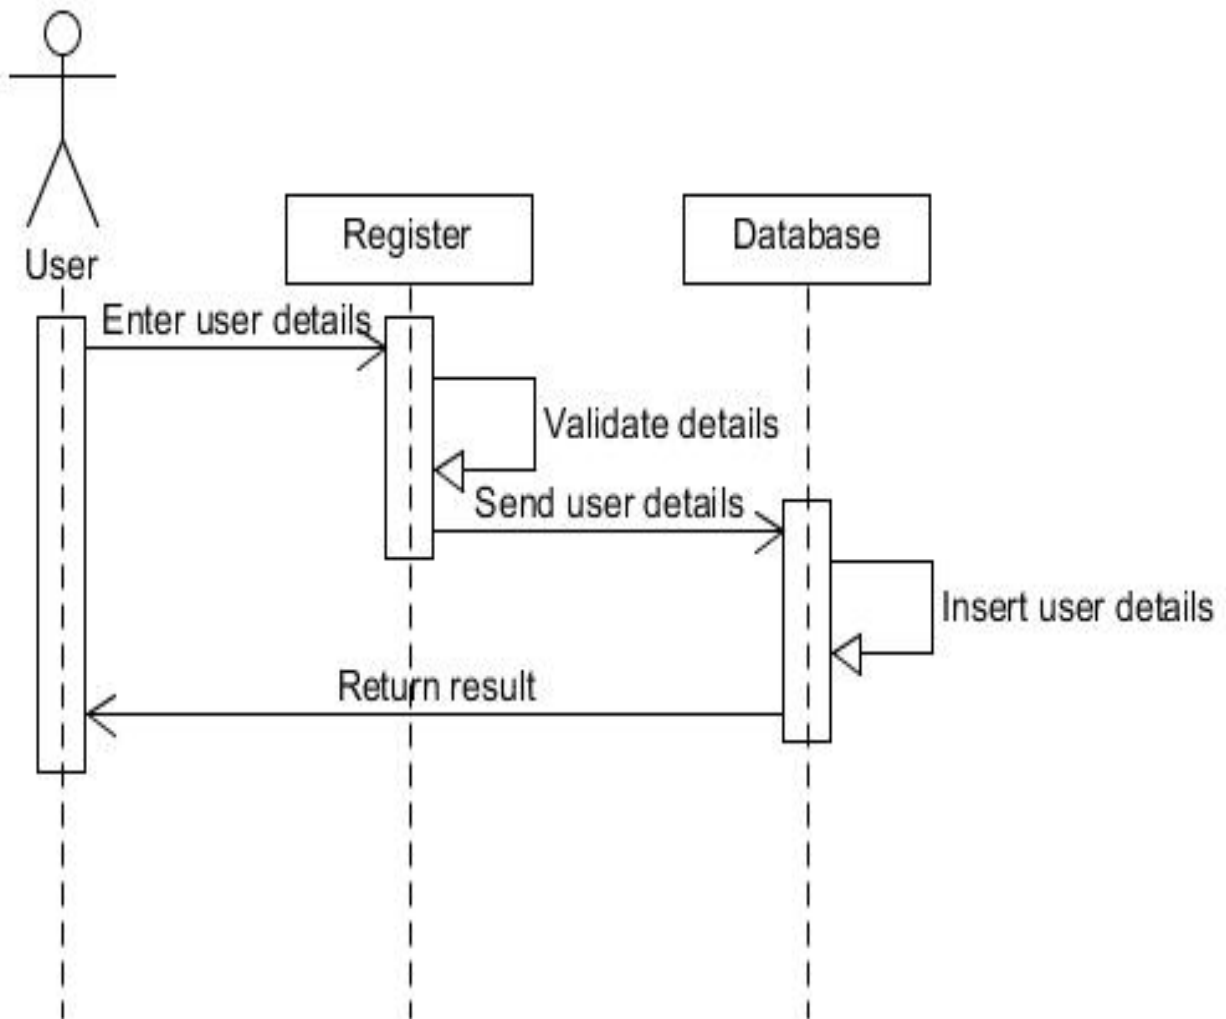 User
Register
Database
Enter user details
Validate details
Send user details
Insert user details
Return result